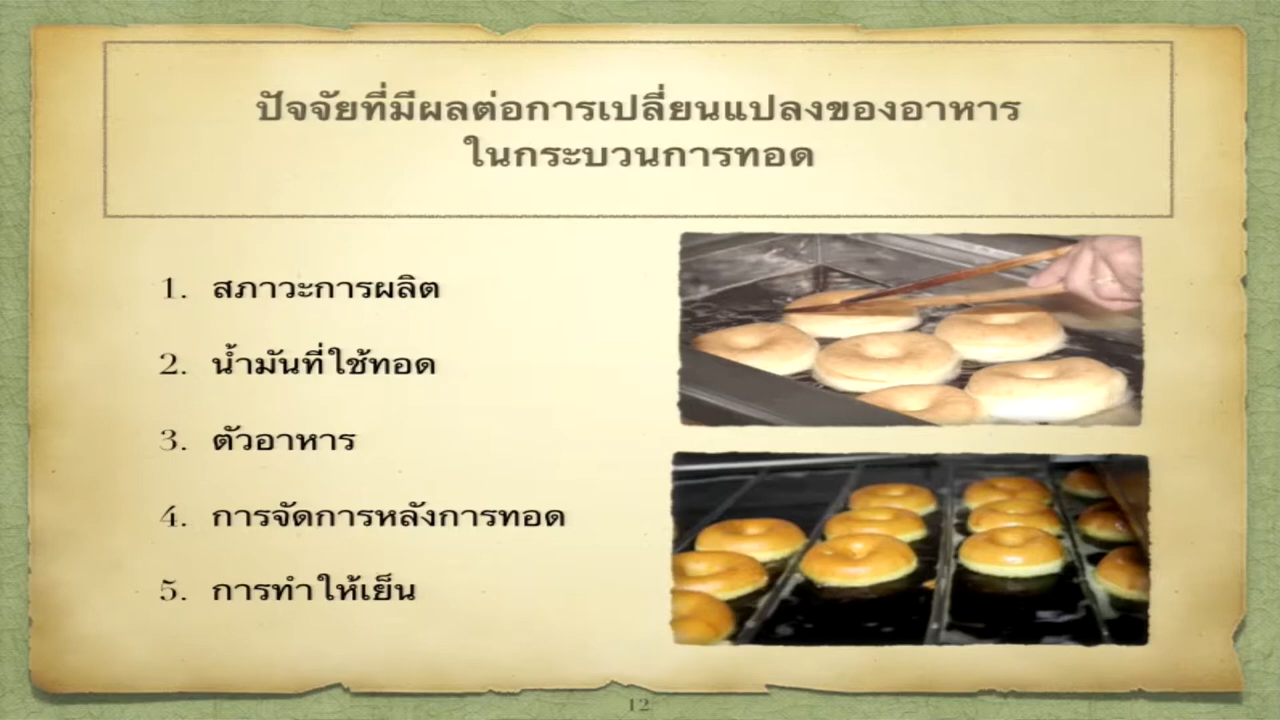 ปัจจัยที่มีผลต่อการเปลี่ยนแปลงของอาหาร
ในกระบวนการทอด
1. สภาวะการผลิต
2. น้ำมันที่ใช้ทอด
3. ตัวอาหาร
4. การจัดการหลังการทอด
5. การทำให้เย็น
12